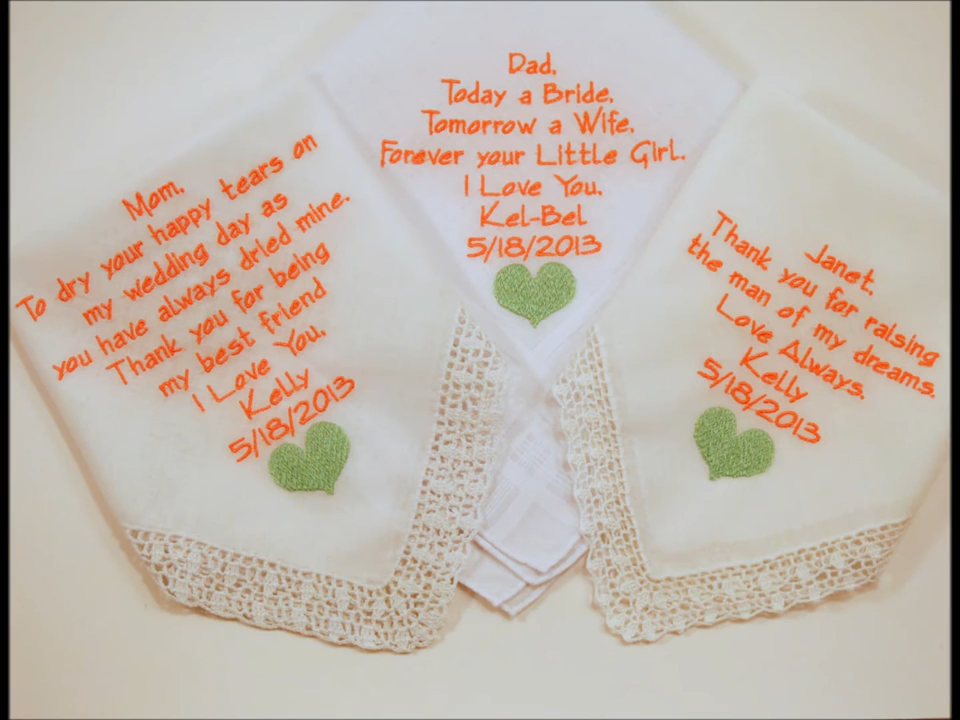 Mom,
To dry your happy tears on
my wedding day as
you have always dried mine.
Thank you for being
my best friend
I Love You,
Kelly
5/18/2013
Dad,
Today a Bride,
Tomorrow a Wife,
Forever your Little Girl.
I Love You,
Kel-Bel
5/18/2013
Janet,
Thank you for raising
the man of my dreams,
Love Always,
Kelly
5/18/2013